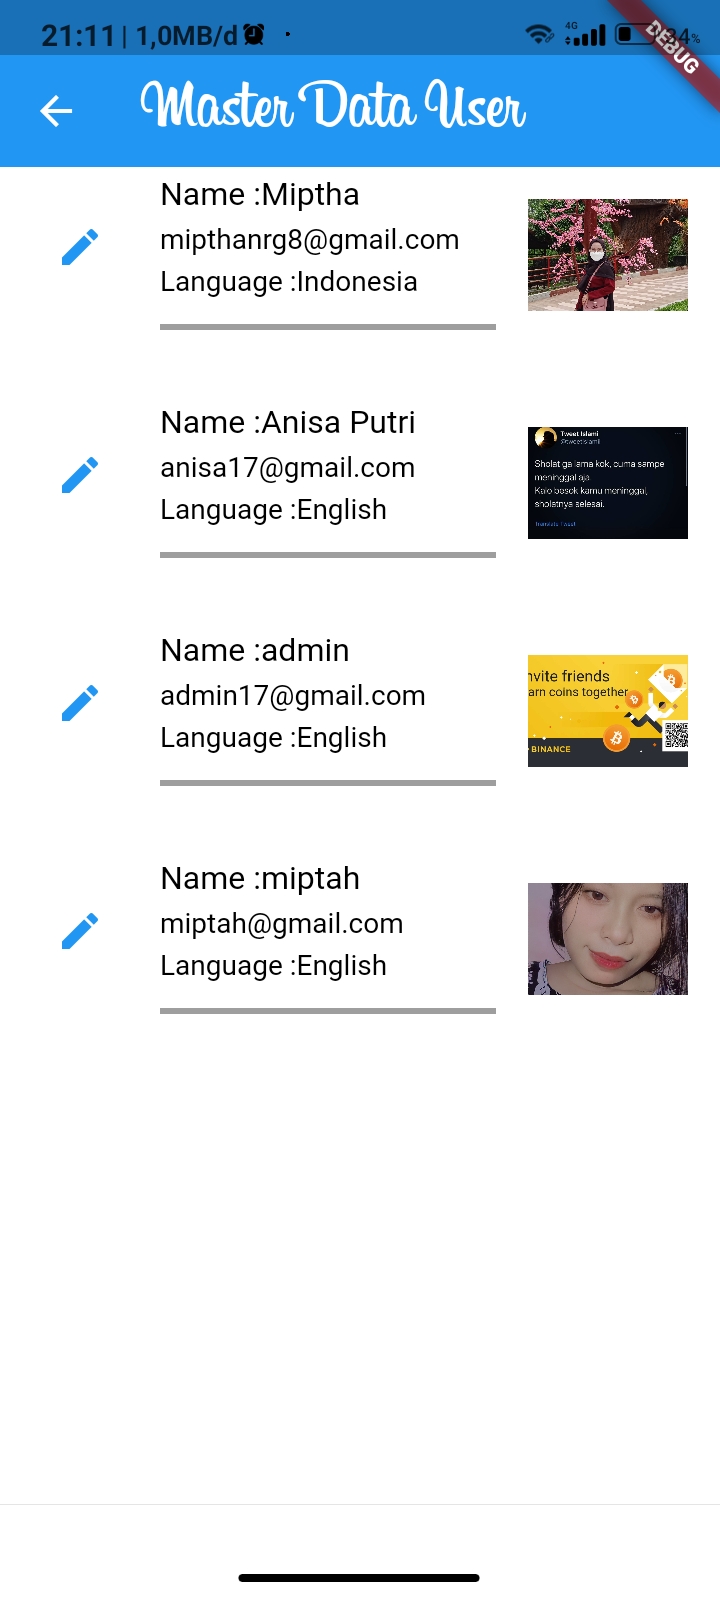 21:11 | 1,0MB/d
4G
34%
DEBUG
Master Data User
Name :Miptha
mipthanrg8@gmail.com
Language :Indonesia
Name :Anisa Putri
anisa17@gmail.com
Language :English
Tweet Islami
Sholat ga lama kok, cuma sampe
meninggal aja.
Kalo besok kamu meninggal,
sholatnya selesai.
Translate Tweet
Name :admin
admin17@gmail.com
Language :English
nvite friends
arn coins together
BINANCE
Name :miptah
miptah@gmail.com
Language :English